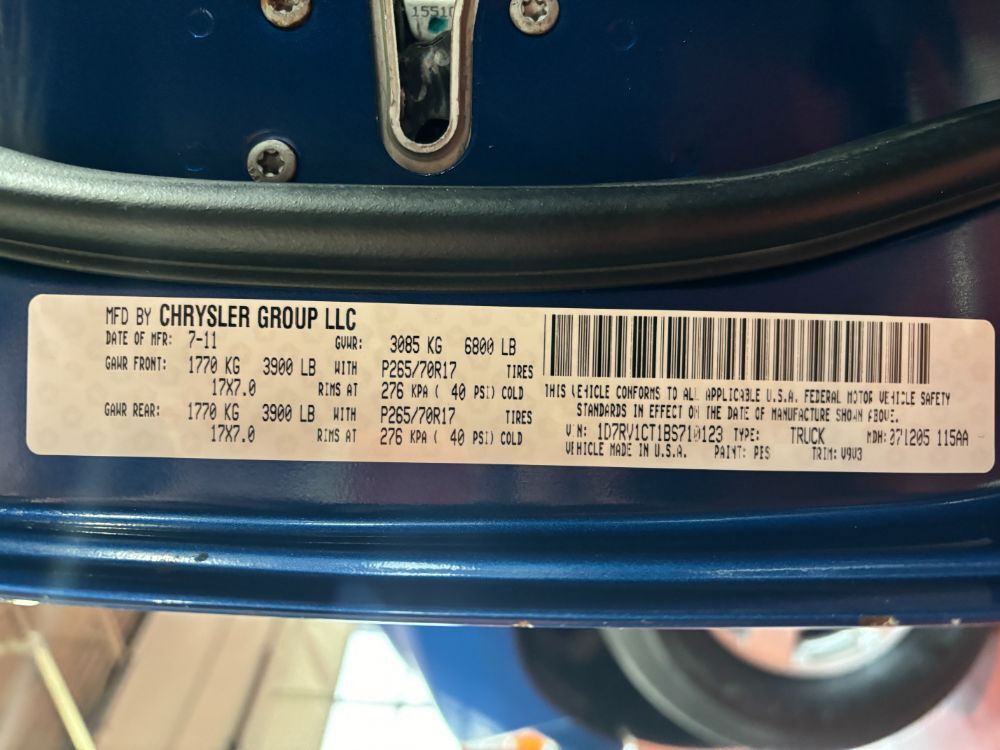 15510
MFD BY CHRYSLER GROUP LLC
DATE OF MFR: 7-11 GVWR: 3085 KG 6800 LB
GAWR FRONT: 1770 KG 3900 LB WITH P265/70R17 TIRES
17X7.0 RIMS AT 276 KPA ( 40 PSI) COLD
GAWR REAR: 1770 KG 3900 LB WITH P265/70R17 TIRES
17X7.0 RIMS AT 276 KPA ( 40 PSI) COLD
THIS VEHICLE CONFORMS TO ALL APPLICABLE U.S.A. FEDERAL MOTOR VEHICLE SAFETY
STANDARDS IN EFFECT ON THE DATE OF MANUFACTURE SHOWN ABOVE.
VIN: 1D7RV1CT1BS710123 TYPE: TRUCK MDH: 071205 115AA
VEHICLE MADE IN U.S.A. PAINT: PBS TRIM: V9V3